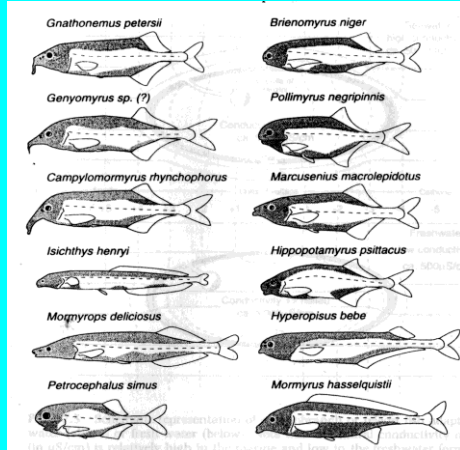 Gnathonemus petersii
Brienomyrus niger
Genyomyrus sp. (?)
Pollimyrus negripinnis
Campylomormyrus rhynchophorus
Marcusenius macrolepidotus
Isichthys henryi
Hippopotamyrus psittacus
Mormyrops deliciosus
Hyperopisus bebe
Petrocephalus simus
Mormyrus hasselquistii